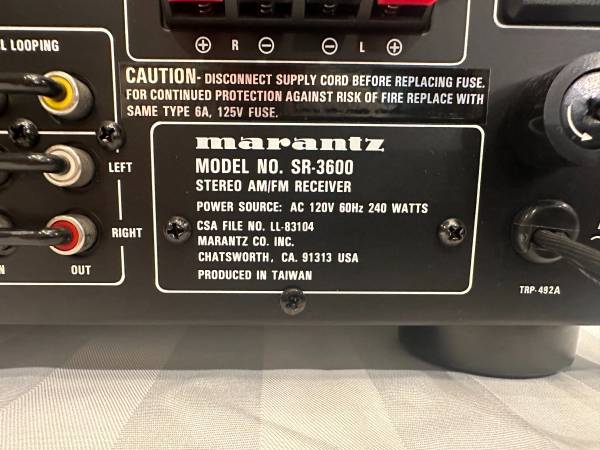 L LOOPING
R L
CAUTION- DISCONNECT SUPPLY CORD BEFORE REPLACING FUSE.
FOR CONTINUED PROTECTION AGAINST RISK OF FIRE REPLACE WITH
SAME TYPE 6A, 125V FUSE.
marantz
MODEL NO. SR-3600
STEREO AM/FM RECEIVER
POWER SOURCE: AC 120V 60Hz 240 WATTS
CSA FILE NO. LL-83104
MARANTZ CO. INC.
CHATSWORTH, CA. 91313 USA
PRODUCED IN TAIWAN
LEFT
RIGHT
N OUT
TRP-492A